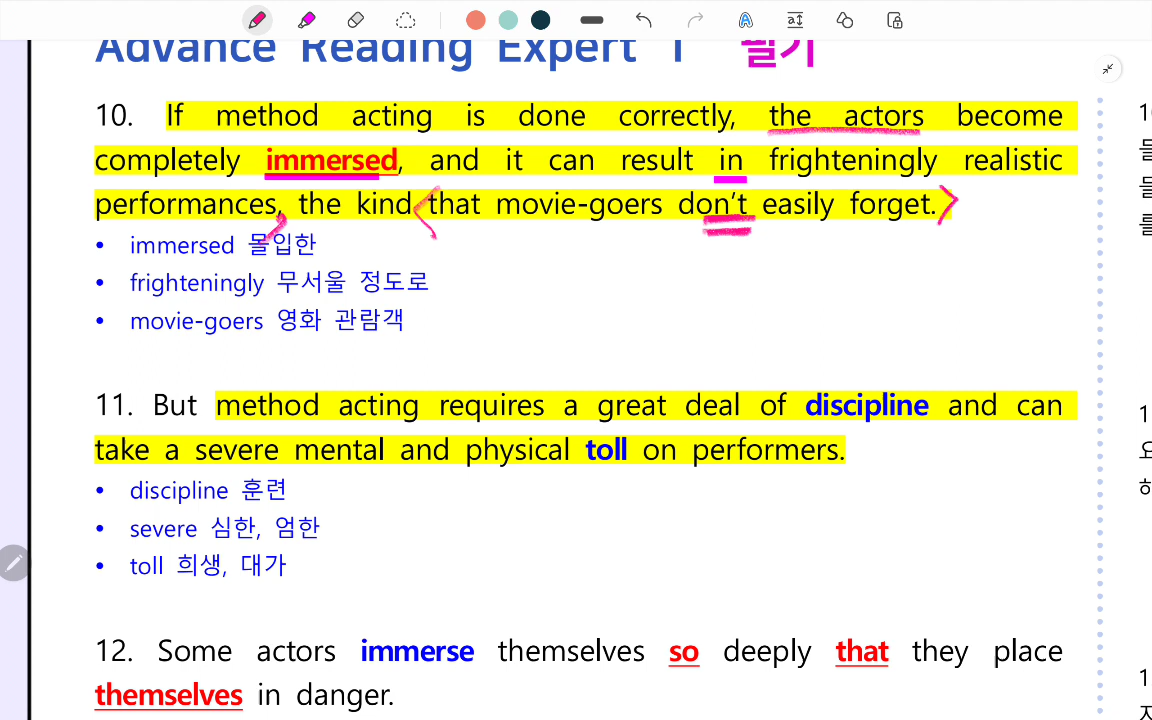 Advance Reading Expert 1 필기
10. If method acting is done correctly, the actors become
completely immersed, and it can result in frighteningly realistic
performances, the kind that movie-goers don't easily forget.
• immersed 몰입한
• frighteningly 무서울 정도로
• movie-goers 영화 관람객
11. But method acting requires a great deal of discipline and can
take a severe mental and physical toll on performers.
• discipline 훈련
• severe 심한, 엄한
• toll 희생, 대가
12. Some actors immerse themselves so deeply that they place
themselves in danger.